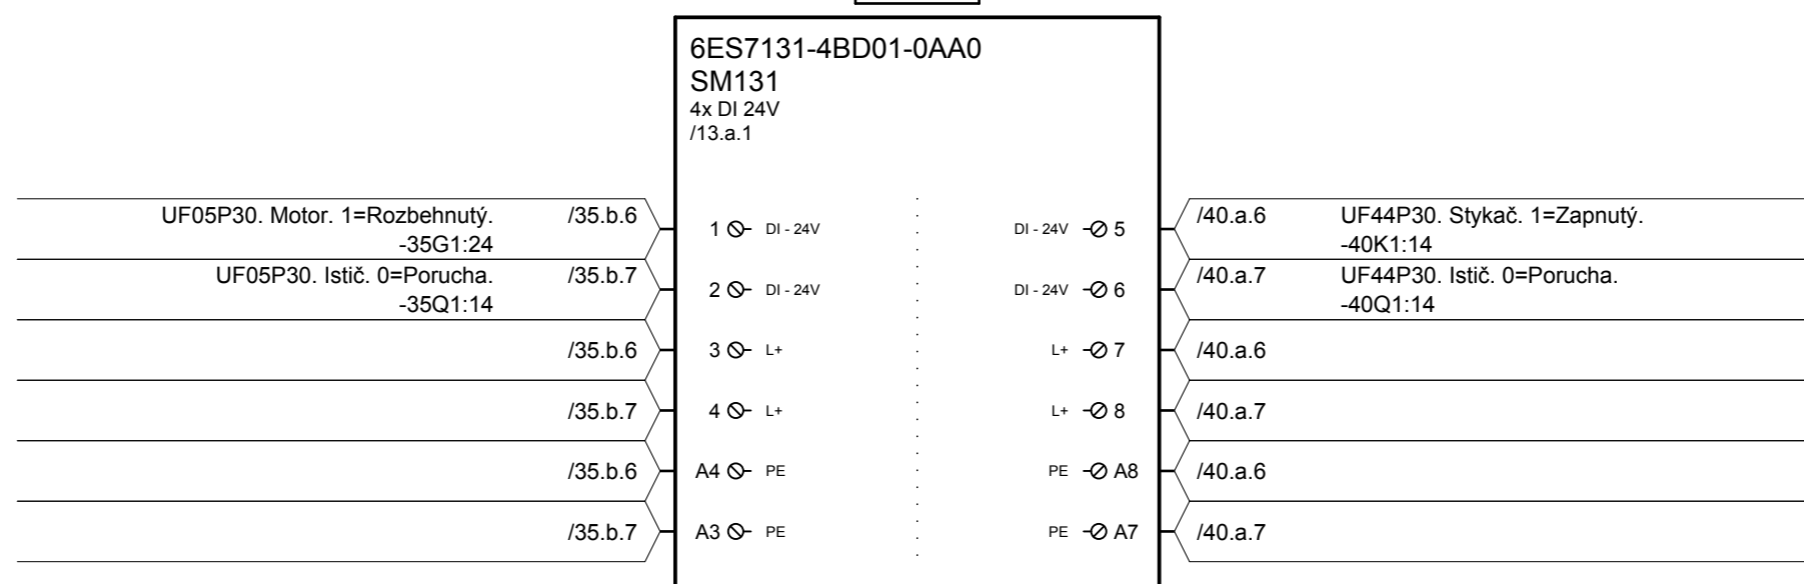 6ES7131-4BD01-0AA0
SM131
4x DI 24V
/13.a.1
UF05P30. Motor. 1=Rozbehnutý. /35.b.6 1 DI - 24V DI - 24V 5 /40.a.6 UF44P30. Stykač. 1=Zapnutý.
-35G1:24 -40K1:14
UF05P30. Istič. 0=Porucha. /35.b.7 2 DI - 24V DI - 24V 6 /40.a.7 UF44P30. Istič. 0=Porucha.
-35Q1:14 -40Q1:14
/35.b.6 3 L+ L+ 7 /40.a.6
/35.b.7 4 L+ L+ 8 /40.a.7
/35.b.6 A4 PE PE A8 /40.a.6
/35.b.7 A3 PE PE A7 /40.a.7